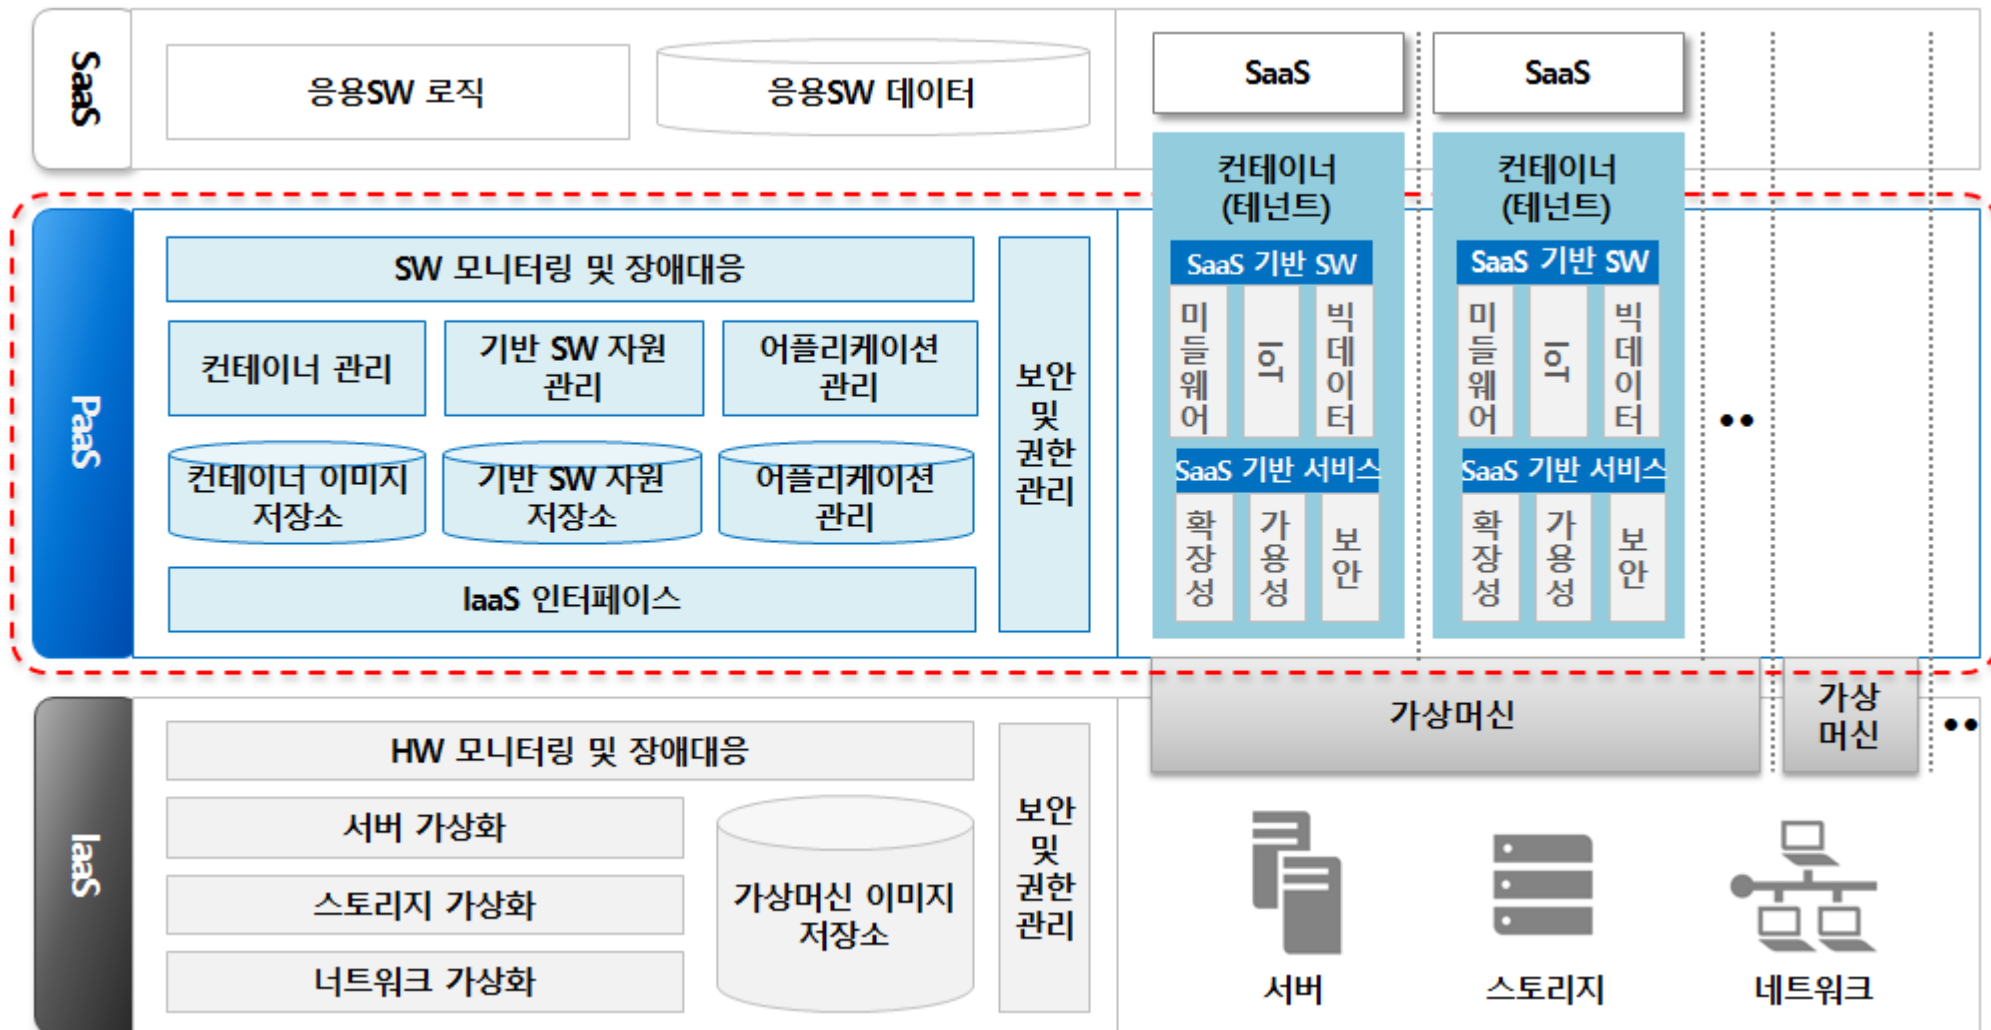 SaaS
응용SW 로직
응용SW 데이터
SaaS
SaaS
컨테이너
(테넌트)
컨테이너
(테넌트)
PaaS
SW 모니터링 및 장애대응
컨테이너 관리
기반 SW 자원
관리
어플리케이션
관리
컨테이너 이미지
저장소
기반 SW 자원
저장소
어플리케이션
관리
IaaS 인터페이스
보안
및
권한
관리
SaaS 기반 SW
미들웨어
IoT
빅데이터
SaaS 기반 서비스
확장성
가용성
보안
SaaS 기반 SW
미들웨어
IoT
빅데이터
SaaS 기반 서비스
확장성
가용성
보안
••
IaaS
HW 모니터링 및 장애대응
서버 가상화
스토리지 가상화
너트워크 가상화
가상머신 이미지
저장소
보안
및
권한
관리
가상머신
가상
머신
••
서버
스토리지
네트워크